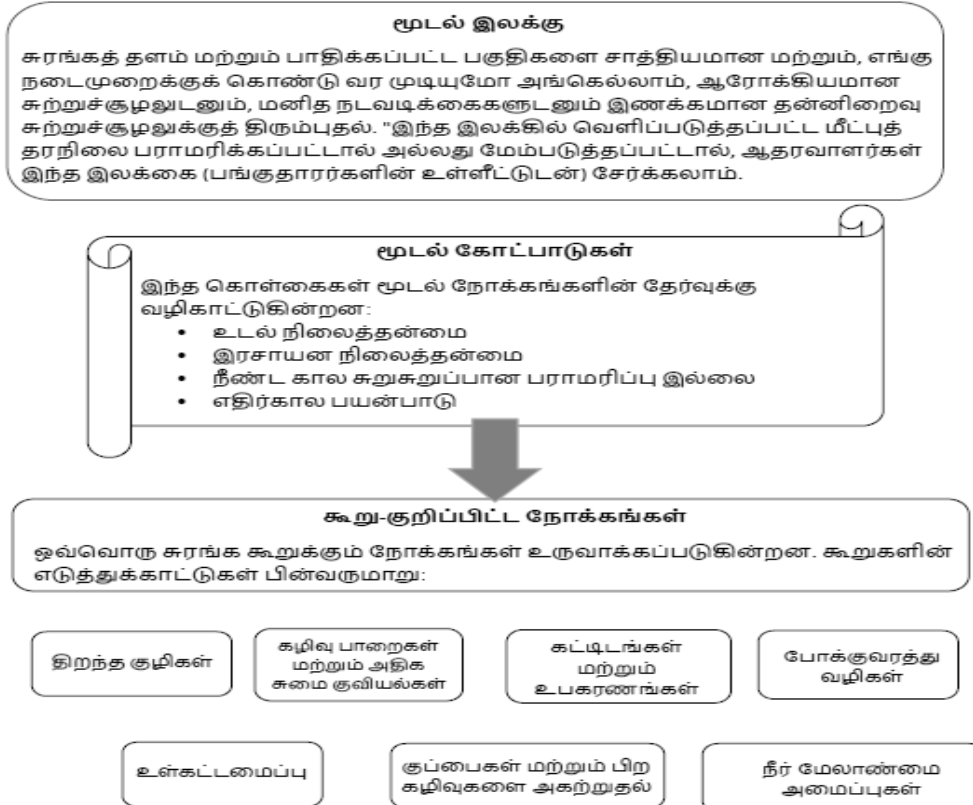 மூடல் இலக்கு
சுரங்கத் தளம் மற்றும் பாதிக்கப்பட்ட பகுதிகளை சாத்தியமான மற்றும், எங்கு
நடைமுறைக்குக் கொண்டு வர முடியுமோ அங்கெல்லாம், ஆரோக்கியமான
சுற்றுச்சூழலுடனும், மனித நடவடிக்கைகளுடனும் இணக்கமான தன்னிறைவு
சுற்றுச்சூழலுக்குத் திரும்புதல். "இந்த இலக்கில் வெளிப்படுத்தப்பட்ட மீட்புத்
தரநிலை பராமரிக்கப்பட்டால் அல்லது மேம்படுத்தப்பட்டால், ஆதரவாளர்கள்
இந்த இலக்கை (பங்குதாரர்களின் உள்ளீட்டுடன்) சேர்க்கலாம்.
மூடல் கோட்பாடுகள்
இந்த கொள்கைகள் மூடல் நோக்கங்களின் தேர்வுக்கு
வழிகாட்டுகின்றன:
• உடல் நிலைத்தன்மை
• இரசாயன நிலைத்தன்மை
• நீண்ட கால சுறுசுறுப்பான பராமரிப்பு இல்லை
• எதிர்கால பயன்பாடு
கூறு-குறிப்பிட்ட நோக்கங்கள்
ஒவ்வொரு சுரங்க கூறுக்கும் நோக்கங்கள் உருவாக்கப்படுகின்றன. கூறுகளின்
எடுத்துக்காட்டுகள் பின்வருமாறு:
திறந்த குழிகள்
கழிவு பாறைகள்
மற்றும் அதிக
சுமை குவியல்கள்
கட்டிடங்கள்
மற்றும்
உபகரணங்கள்
போக்குவரத்து
வழிகள்
உள்கட்டமைப்பு
குப்பைகள் மற்றும் பிற
கழிவுகளை அகற்றுதல்
நீர் மேலாண்மை
அமைப்புகள்